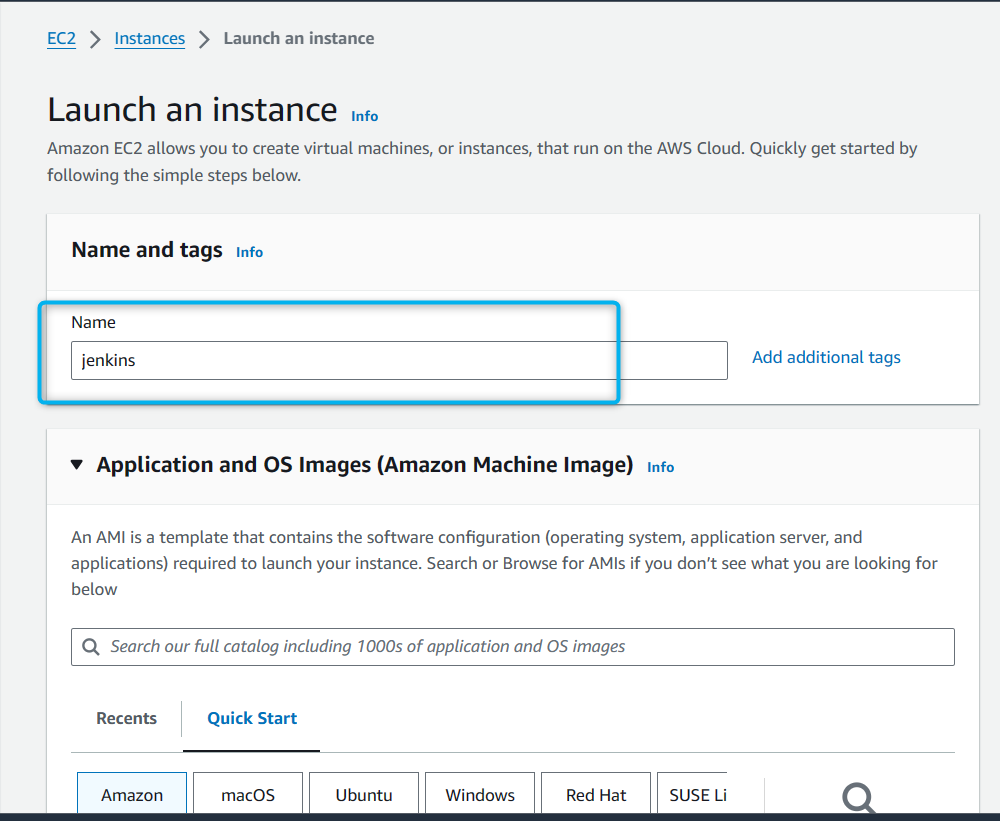 EC2 > Instances > Launch an instance
Launch an instance Info
Amazon EC2 allows you to create virtual machines, or instances, that run on the AWS Cloud. Quickly get started by
following the simple steps below.
Name and tags Info
Name
jenkins
Add additional tags
Application and OS Images (Amazon Machine Image) Info
An AMI is a template that contains the software configuration (operating system, application server, and
applications) required to launch your instance. Search or Browse for AMIs if you don’t see what you are looking for
below
Search our full catalog including 1000s of application and OS images
Recents
Quick Start
Amazon
macOS
Ubuntu
Windows
Red Hat
SUSE Li